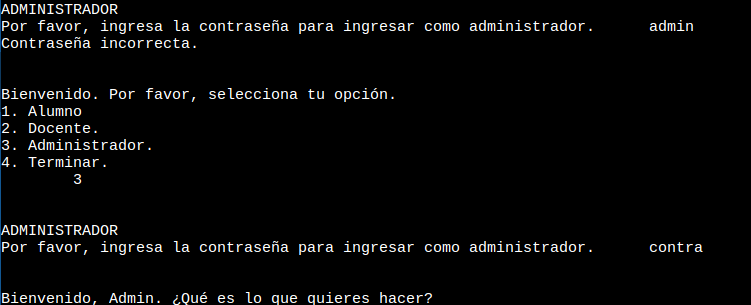 ADMINISTRADOR
Por favor, ingresa la contraseña para ingresar como administrador. admin
Contraseña incorrecta.
Bienvenido. Por favor, selecciona tu opción.
1. Alumno
2. Docente.
3. Administrador.
4. Terminar.
3
ADMINISTRADOR
Por favor, ingresa la contraseña para ingresar como administrador. contra
Bienvenido, Admin. ¿Qué es lo que quieres hacer?